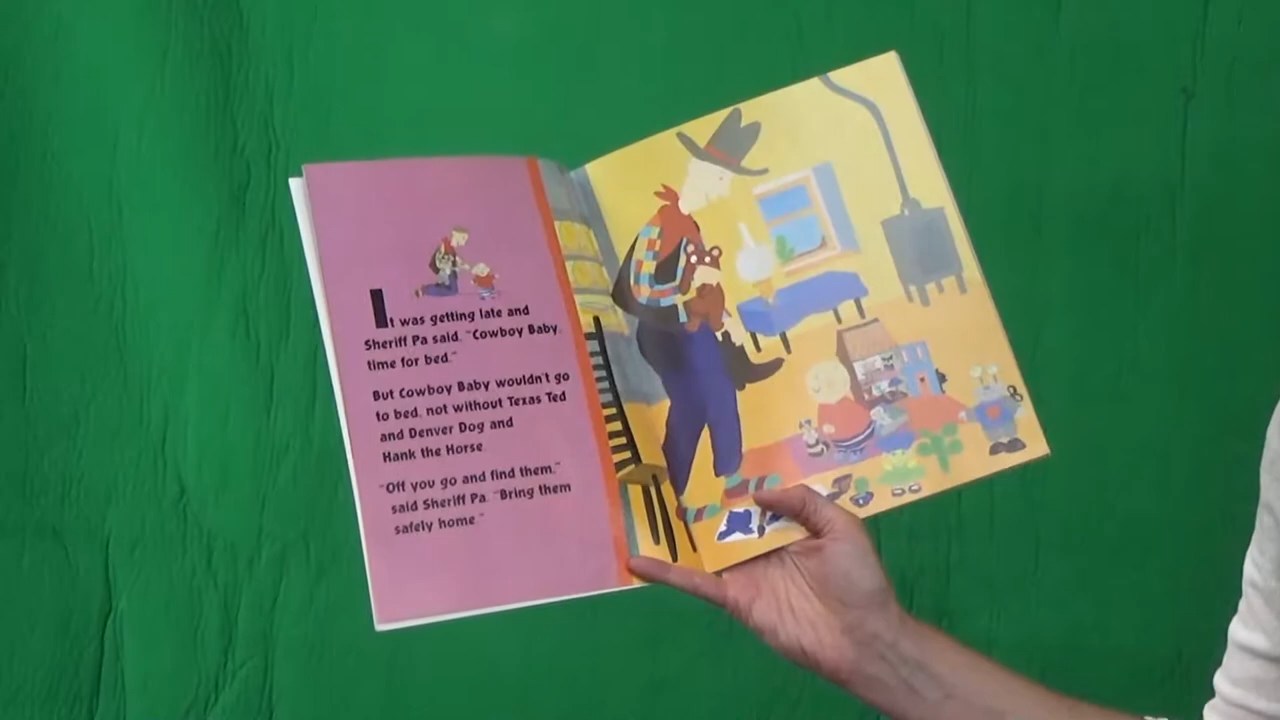 It was getting late and
Sheriff Pa said, "Cowboy Baby,
time for bed."
But Cowboy Baby wouldn't go
to bed, not without Texas Ted
and Denver Dog and
Hank the Horse.
"Off you go and find them,"
said Sheriff Pa. "Bring them
safely home."